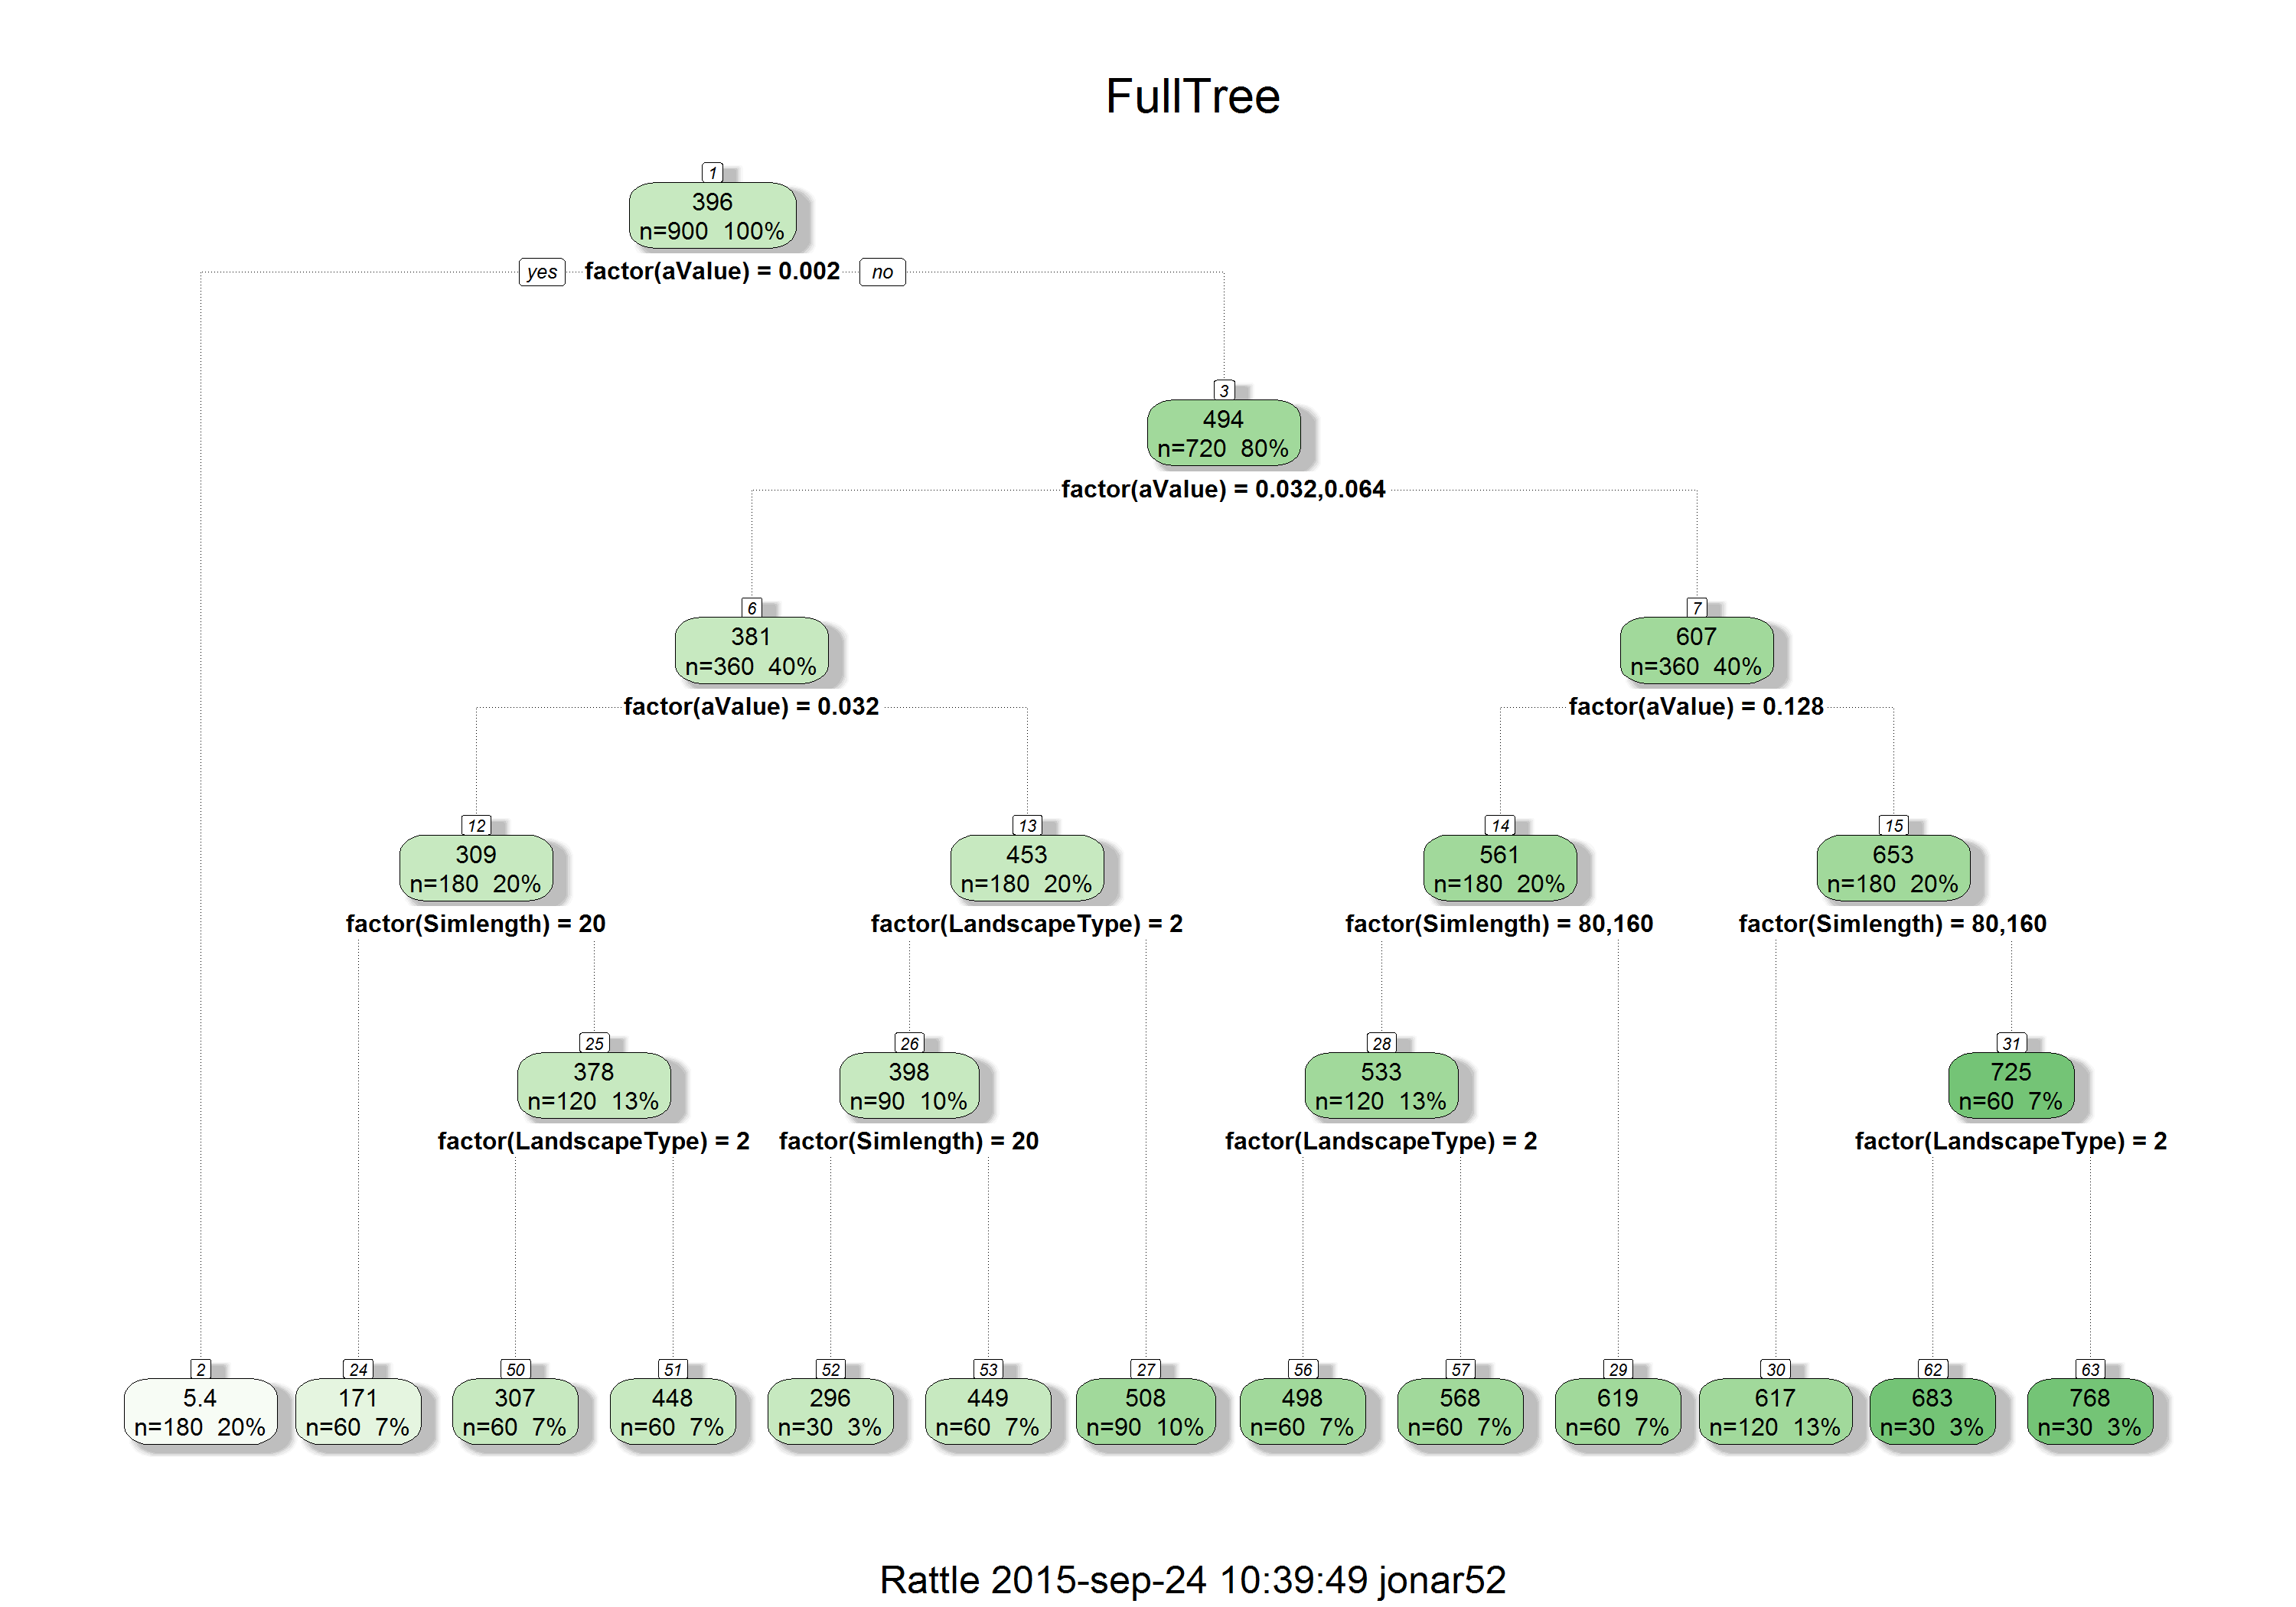 FullTree
1
396
n=900 100%
yes factor(aValue) = 0.002 no
3
494
n=720 80%
factor(aValue) = 0.032,0.064
6 7
381 607
n=360 40% n=360 40%
factor(aValue) = 0.032 factor(aValue) = 0.128
12 13 14 15
309 453 561 653
n=180 20% n=180 20% n=180 20% n=180 20%
factor(Simlength) = 20 factor(LandscapeType) = 2 factor(Simlength) = 80,160 factor(Simlength) = 80,160
25 26 28 31
378 398 533 725
n=120 13% n=90 10% n=120 13% n=60 7%
factor(LandscapeType) = 2 factor(Simlength) = 20 factor(LandscapeType) = 2 factor(LandscapeType) = 2
2 24 50 51 52 53 27 56 57 29 30 62 63
5.4 171 307 448 296 449 508 498 568 619 617 683 768
n=180 20% n=60 7% n=60 7% n=60 7% n=30 3% n=60 7% n=90 10% n=60 7% n=60 7% n=60 7% n=120 13% n=30 3% n=30 3%
Rattle 2015-sep-24 10:39:49 jonar52